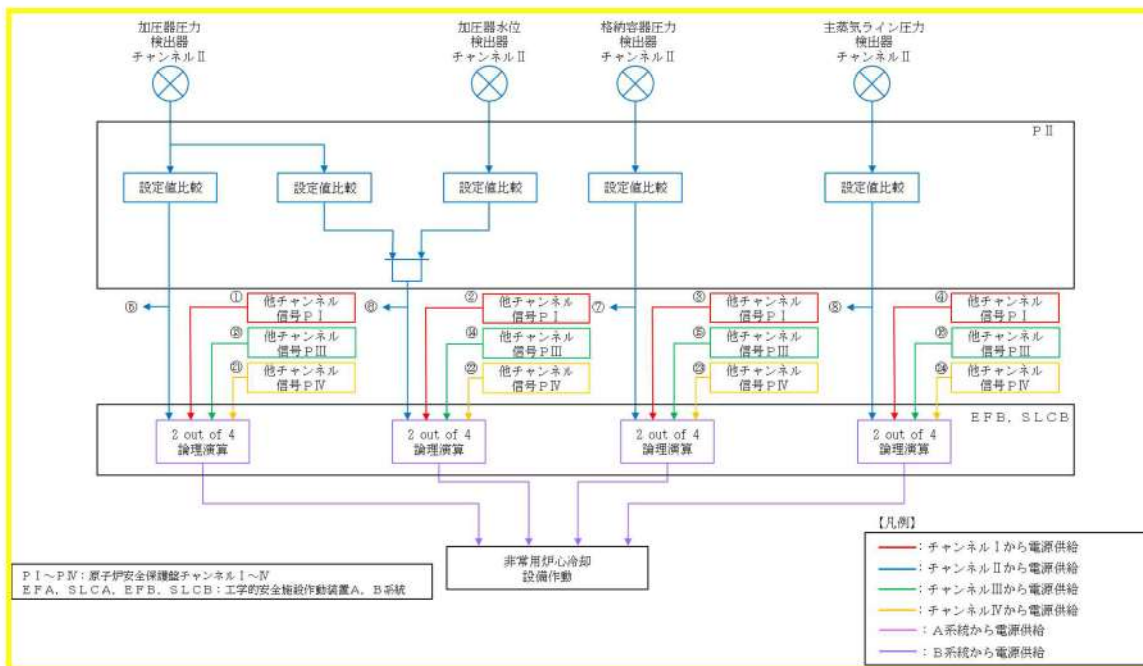 加圧器圧力
検出器
チャンネルⅡ
加圧器水位
検出器
チャンネルⅡ
格納容器圧力
検出器
チャンネルⅡ
主蒸気ライン圧力
検出器
チャンネルⅡ
PⅡ
設定値比較
設定値比較
設定値比較
設定値比較
設定値比較
⑤
①
他チャンネル
信号PⅠ
⑬
他チャンネル
信号PⅢ
㉑
他チャンネル
信号PⅣ
⑥
②
他チャンネル
信号PⅠ
⑭
他チャンネル
信号PⅢ
㉒
他チャンネル
信号PⅣ
⑦
③
他チャンネル
信号PⅠ
⑮
他チャンネル
信号PⅢ
㉓
他チャンネル
信号PⅣ
⑧
④
他チャンネル
信号PⅠ
⑯
他チャンネル
信号PⅢ
㉔
他チャンネル
信号PⅣ
EFB, SLCB
2 out of 4
論理演算
2 out of 4
論理演算
2 out of 4
論理演算
2 out of 4
論理演算
非常用炉心冷却
設備作動
PⅠ～PⅣ:原子炉安全保護盤チャンネルⅠ～Ⅳ
EFA, SLCA, EFB, SLCB:工学的安全施設作動装置A, B系統
【凡例】
:チャンネルⅠから電源供給
:チャンネルⅡから電源供給
:チャンネルⅢから電源供給
:チャンネルⅣから電源供給
:A系統から電源供給
:B系統から電源供給